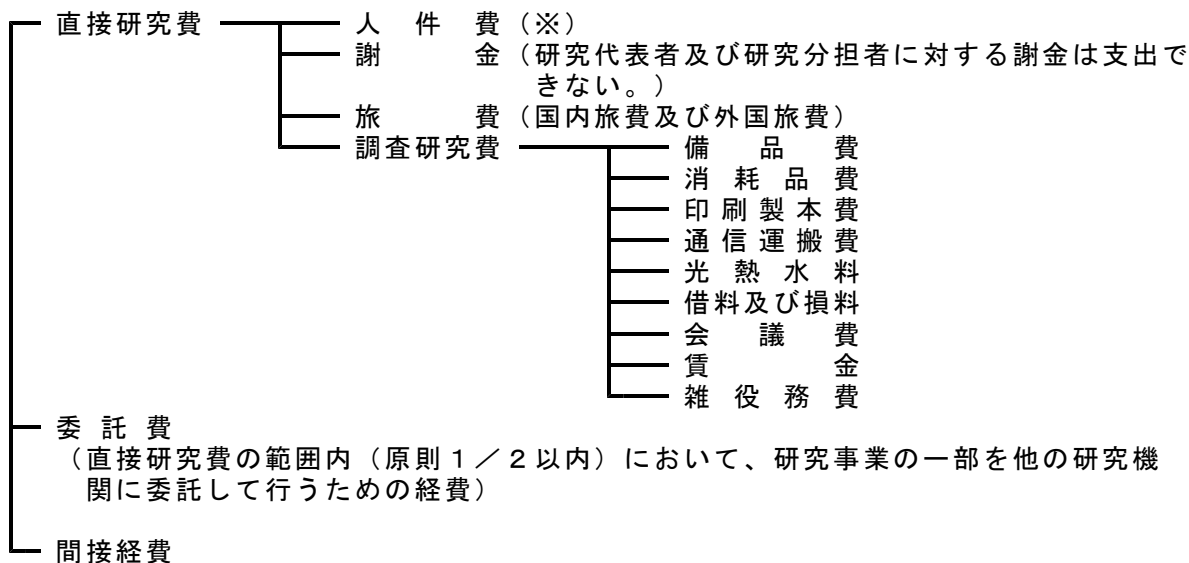 直接研究費 人件費（※）
謝金（研究代表者及び研究分担者に対する謝金は支出で
きない。）
旅費（国内旅費及び外国旅費）
調査研究費 備品費
消耗品費
印刷製本費
通信運搬費
光熱水料
借料及び損料
会議費
賃金
雑役務費
委託費
（直接研究費の範囲内（原則１／２以内）において、研究事業の一部を他の研究機
関に委託して行うための経費）
間接経費